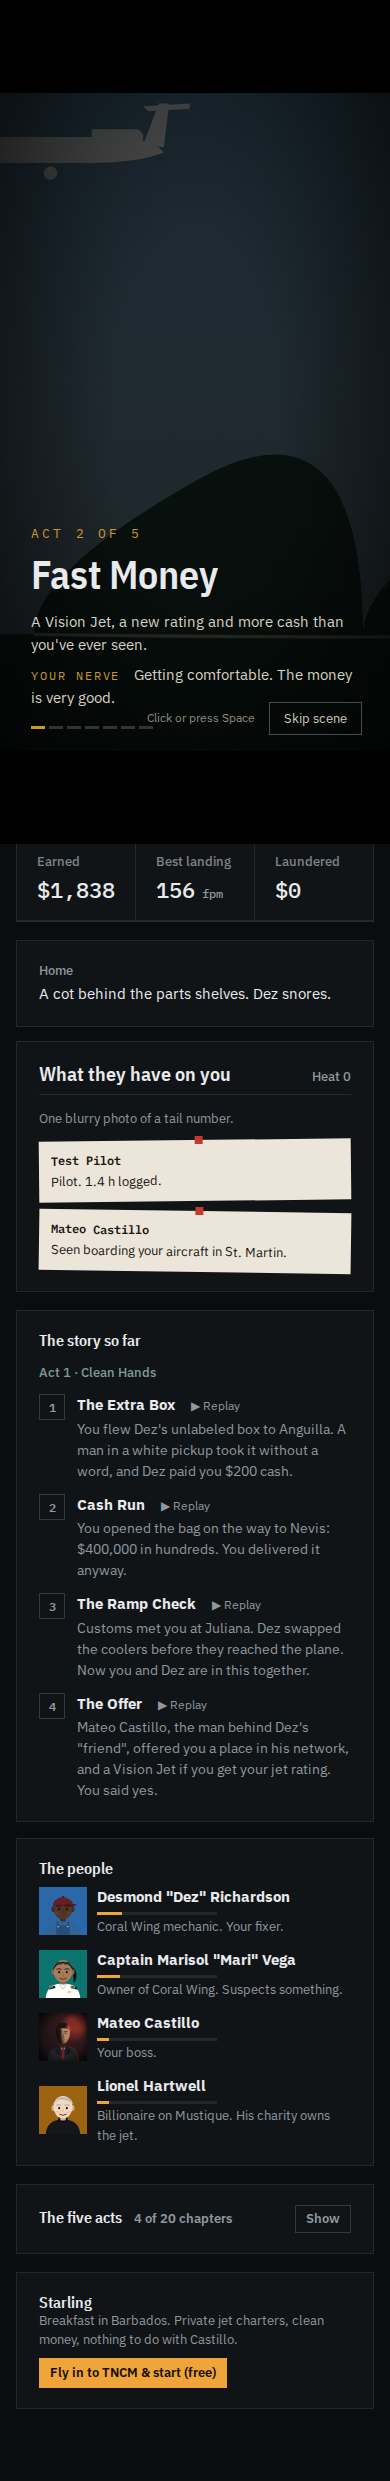 ACT 2 OF 5
Fast Money
A Vision Jet, a new rating and more cash than
you've ever seen.
YOUR NERVE Getting comfortable. The money
is very good.
Click or press Space
Skip scene
Earned Best landing Laundered
$1,838 156 fpm $0
Home
A cot behind the parts shelves. Dez snores.
What they have on you Heat 0
One blurry photo of a tail number.
Test Pilot
Pilot. 1.4 h logged.
Mateo Castillo
Seen boarding your aircraft in St. Martin.
The story so far
Act 1 · Clean Hands
1 The Extra Box ▶ Replay
You flew Dez's unlabeled box to Anguilla. A
man in a white pickup took it without a
word, and Dez paid you $200 cash.
2 Cash Run ▶ Replay
You opened the bag on the way to Nevis:
$400,000 in hundreds. You delivered it
anyway.
3 The Ramp Check ▶ Replay
Customs met you at Juliana. Dez swapped
the coolers before they reached the plane.
Now you and Dez are in this together.
4 The Offer ▶ Replay
Mateo Castillo, the man behind Dez's
"friend", offered you a place in his network,
and a Vision Jet if you get your jet rating.
You said yes.
The people
Desmond "Dez" Richardson
Coral Wing mechanic. Your fixer.
Captain Marisol "Mari" Vega
Owner of Coral Wing. Suspects something.
Mateo Castillo
Your boss.
Lionel Hartwell
Billionaire on Mustique. His charity owns
the jet.
The five acts 4 of 20 chapters Show
Starling
Breakfast in Barbados. Private jet charters, clean
money, nothing to do with Castillo.
Fly in to TNCM & start (free)